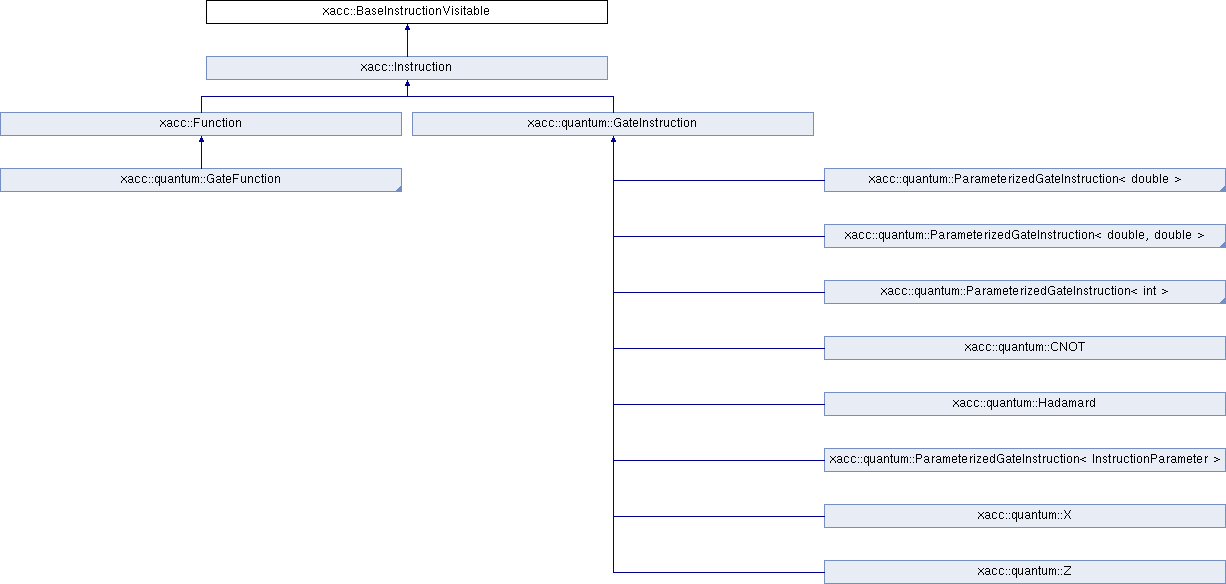 xacc::BaseInstructionVisitable
xacc::Instruction
xacc::Function
xacc::quantum::GateInstruction
xacc::quantum::GateFunction
xacc::quantum::ParameterizedGateInstruction< double >
xacc::quantum::ParameterizedGateInstruction< double, double >
xacc::quantum::ParameterizedGateInstruction< int >
xacc::quantum::CNOT
xacc::quantum::Hadamard
xacc::quantum::ParameterizedGateInstruction< InstructionParameter >
xacc::quantum::X
xacc::quantum::Z